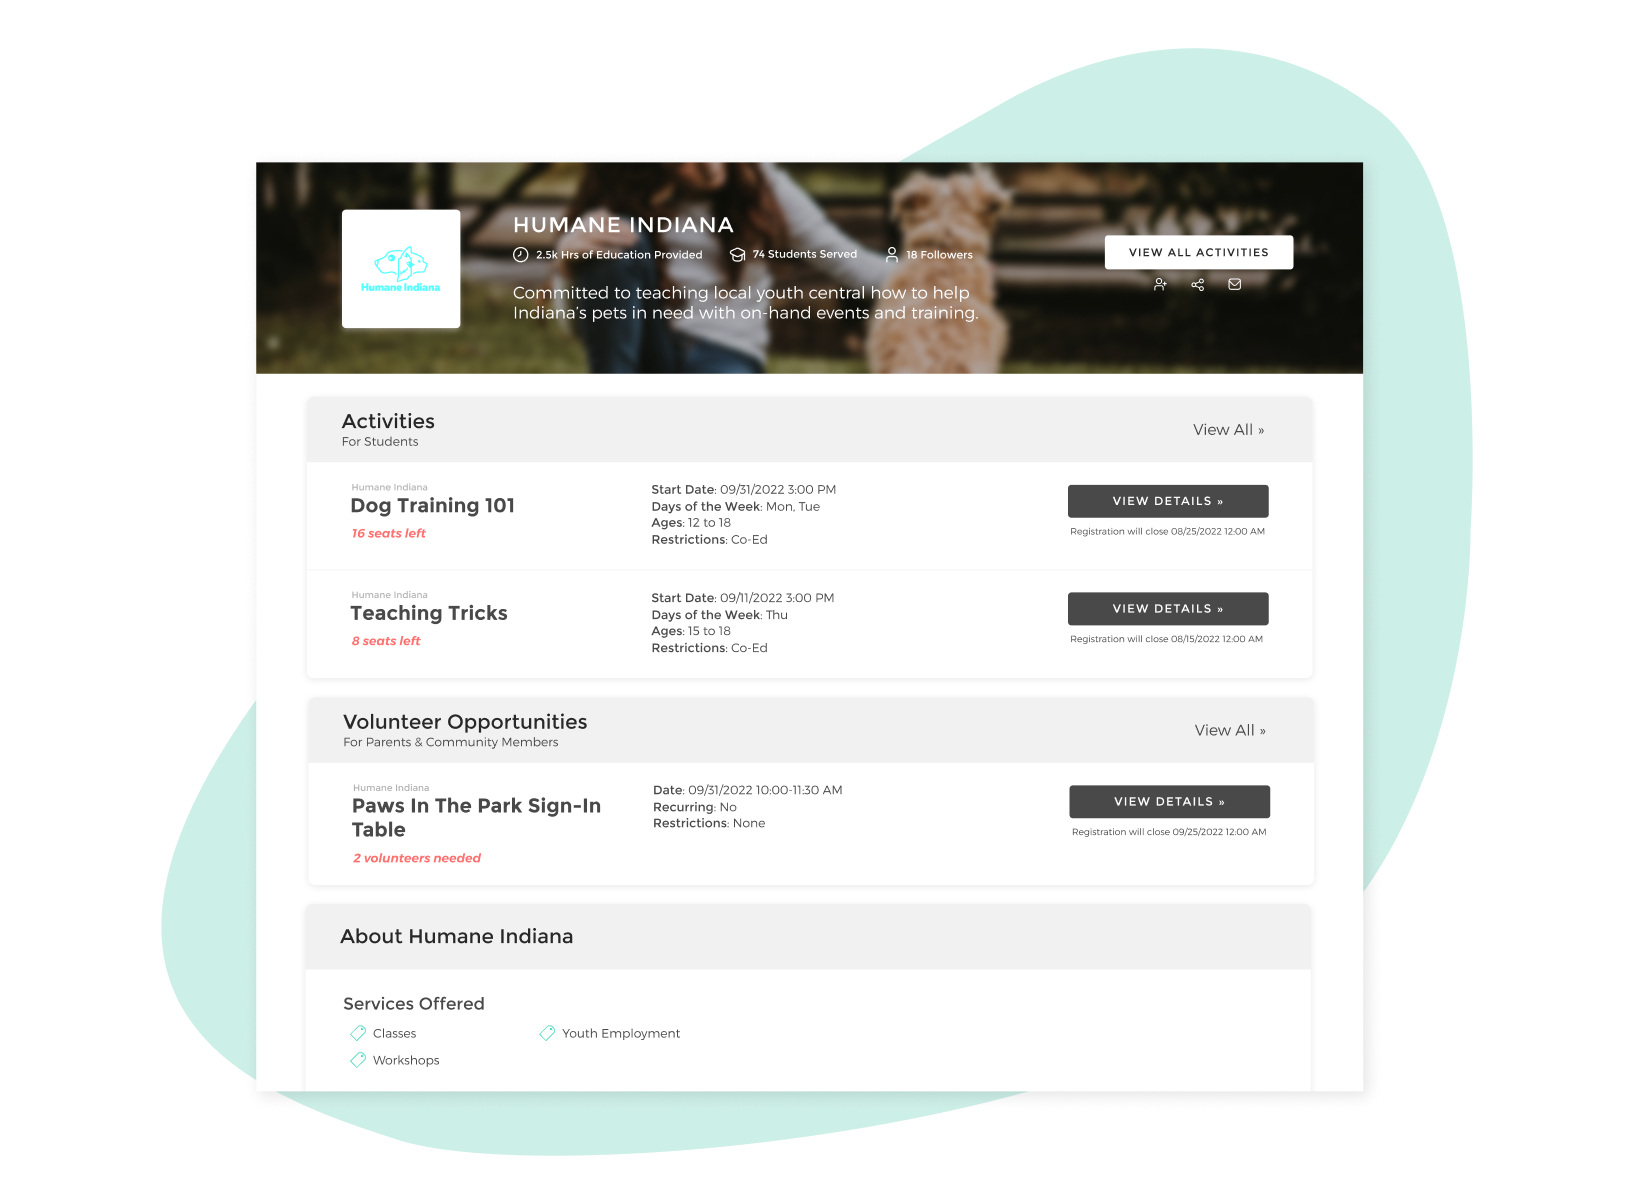 HUMANE INDIANA
2.5k Hrs of Education Provided
74 Students Served
18 Followers
Humane Indiana
Committed to teaching local youth central how to help
Indiana’s pets in need with on-hand events and training.
VIEW ALL ACTIVITIES
Activities
For Students
View All »
Humane Indiana
Dog Training 101
16 seats left
Start Date: 09/31/2022 3:00 PM
Days of the Week: Mon, Tue
Ages: 12 to 18
Restrictions: Co-Ed
VIEW DETAILS »
Registration will close 08/25/2022 12:00 AM
Humane Indiana
Teaching Tricks
8 seats left
Start Date: 09/11/2022 3:00 PM
Days of the Week: Thu
Ages: 15 to 18
Restrictions: Co-Ed
VIEW DETAILS »
Registration will close 08/15/2022 12:00 AM
Volunteer Opportunities
For Parents & Community Members
View All »
Humane Indiana
Paws In The Park Sign-In
Table
2 volunteers needed
Date: 09/31/2022 10:00-11:30 AM
Recurring: No
Restrictions: None
VIEW DETAILS »
Registration will close 09/25/2022 12:00 AM
About Humane Indiana
Services Offered
Classes
Youth Employment
Workshops